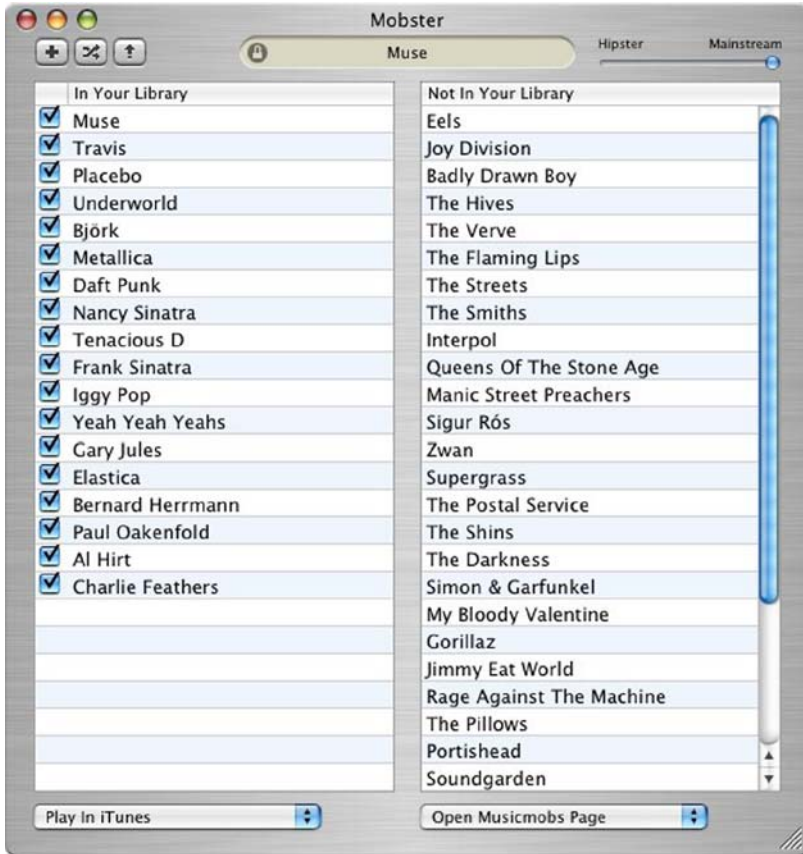 Mobster
Muse
Hipster Mainstream
In Your Library
Muse
Travis
Placebo
Underworld
Björk
Metallica
Daft Punk
Nancy Sinatra
Tenacious D
Frank Sinatra
Iggy Pop
Yeah Yeah Yeahs
Gary Jules
Elastica
Bernard Herrmann
Paul Oakenfold
Al Hirt
Charlie Feathers
Play In iTunes
Not In Your Library
Eels
Joy Division
Badly Drawn Boy
The Hives
The Verve
The Flaming Lips
The Streets
The Smiths
Interpol
Queens Of The Stone Age
Manic Street Preachers
Sigur Rós
Zwan
Supergrass
The Postal Service
The Shins
The Darkness
Simon & Garfunkel
My Bloody Valentine
Gorillaz
Jimmy Eat World
Rage Against The Machine
The Pillows
Portishead
Soundgarden
Open Musicmobs Page